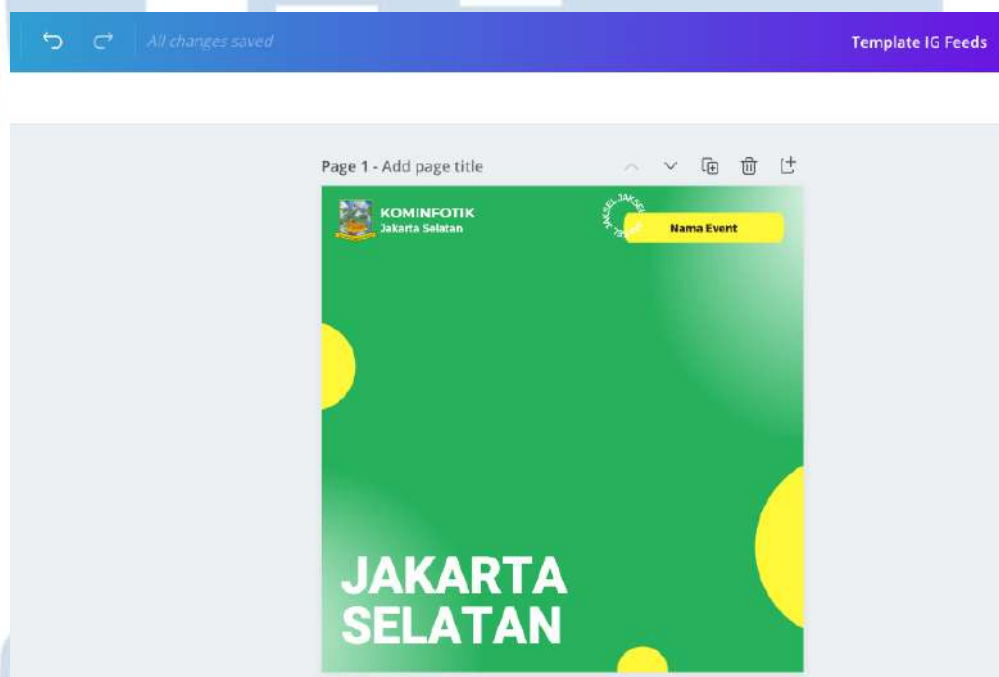 All changes saved
Template IG Feeds
Page 1 - Add page title
KOMINFOTIK
Jakarta Selatan
JAKSEL JAKSEL
Nama Event
JAKARTA
SELATAN